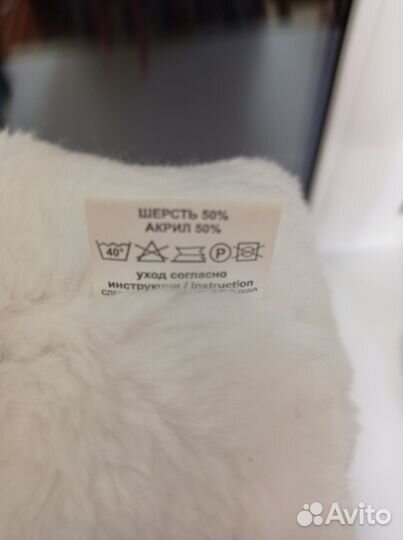 ШЕРСТЬ 50%
АКРИЛ 50%
40° P
уход согласно
инструкции / instruction
Avito